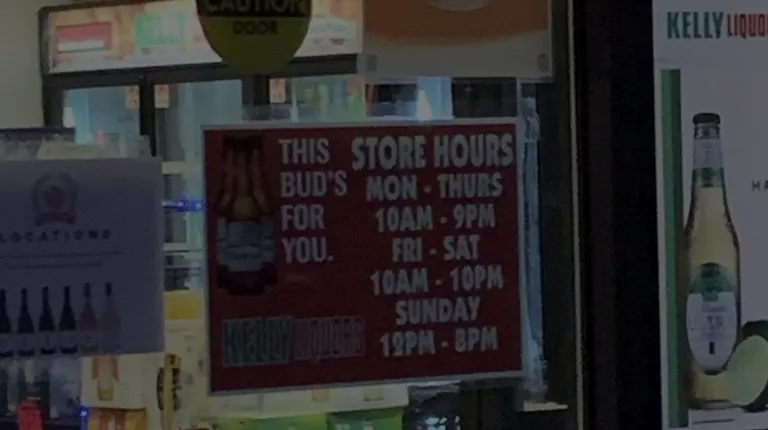 CAUTION
DOOR
KELLY LIQUO
THIS
BUD'S
FOR
YOU.
STORE HOURS
MON - THURS
10AM - 9PM
FRI - SAT
10AM - 10PM
SUNDAY
12PM - 8PM
KELLY LIQUORS
LOCATIONS
HA